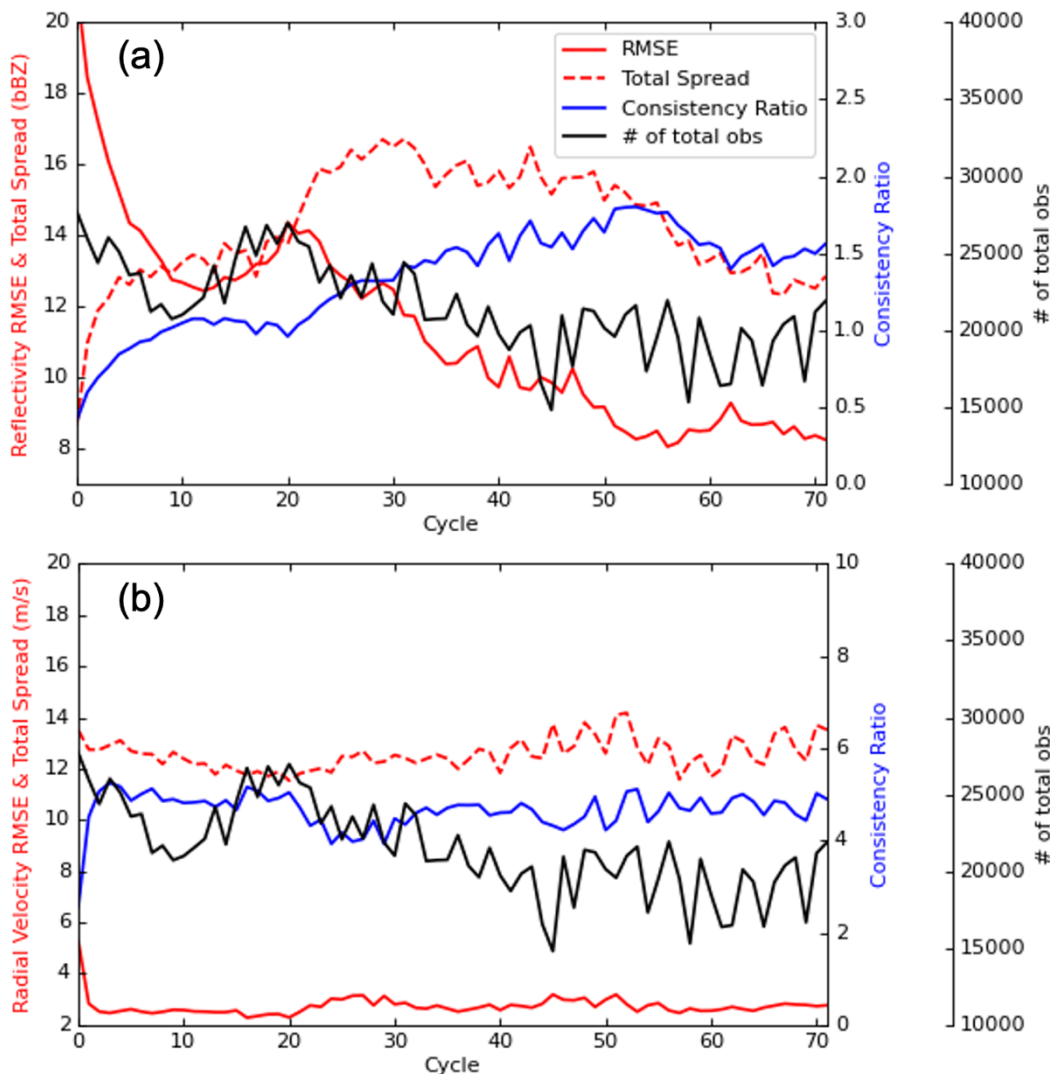 (a)
RMSE
Total Spread
Consistency Ratio
# of total obs
Reflectivity RMSE & Total Spread (bBZ)
20
18
16
14
12
10
8
3.0
2.5
2.0
1.5
1.0
0.5
0.0
Consistency Ratio
40000
35000
30000
25000
20000
15000
10000
# of total obs
0 10 20 30 40 50 60 70
Cycle
(b)
Radial Velocity RMSE & Total Spread (m/s)
20
18
16
14
12
10
8
6
4
2
10
8
6
4
2
0
Consistency Ratio
40000
35000
30000
25000
20000
15000
10000
# of total obs
0 10 20 30 40 50 60 70
Cycle